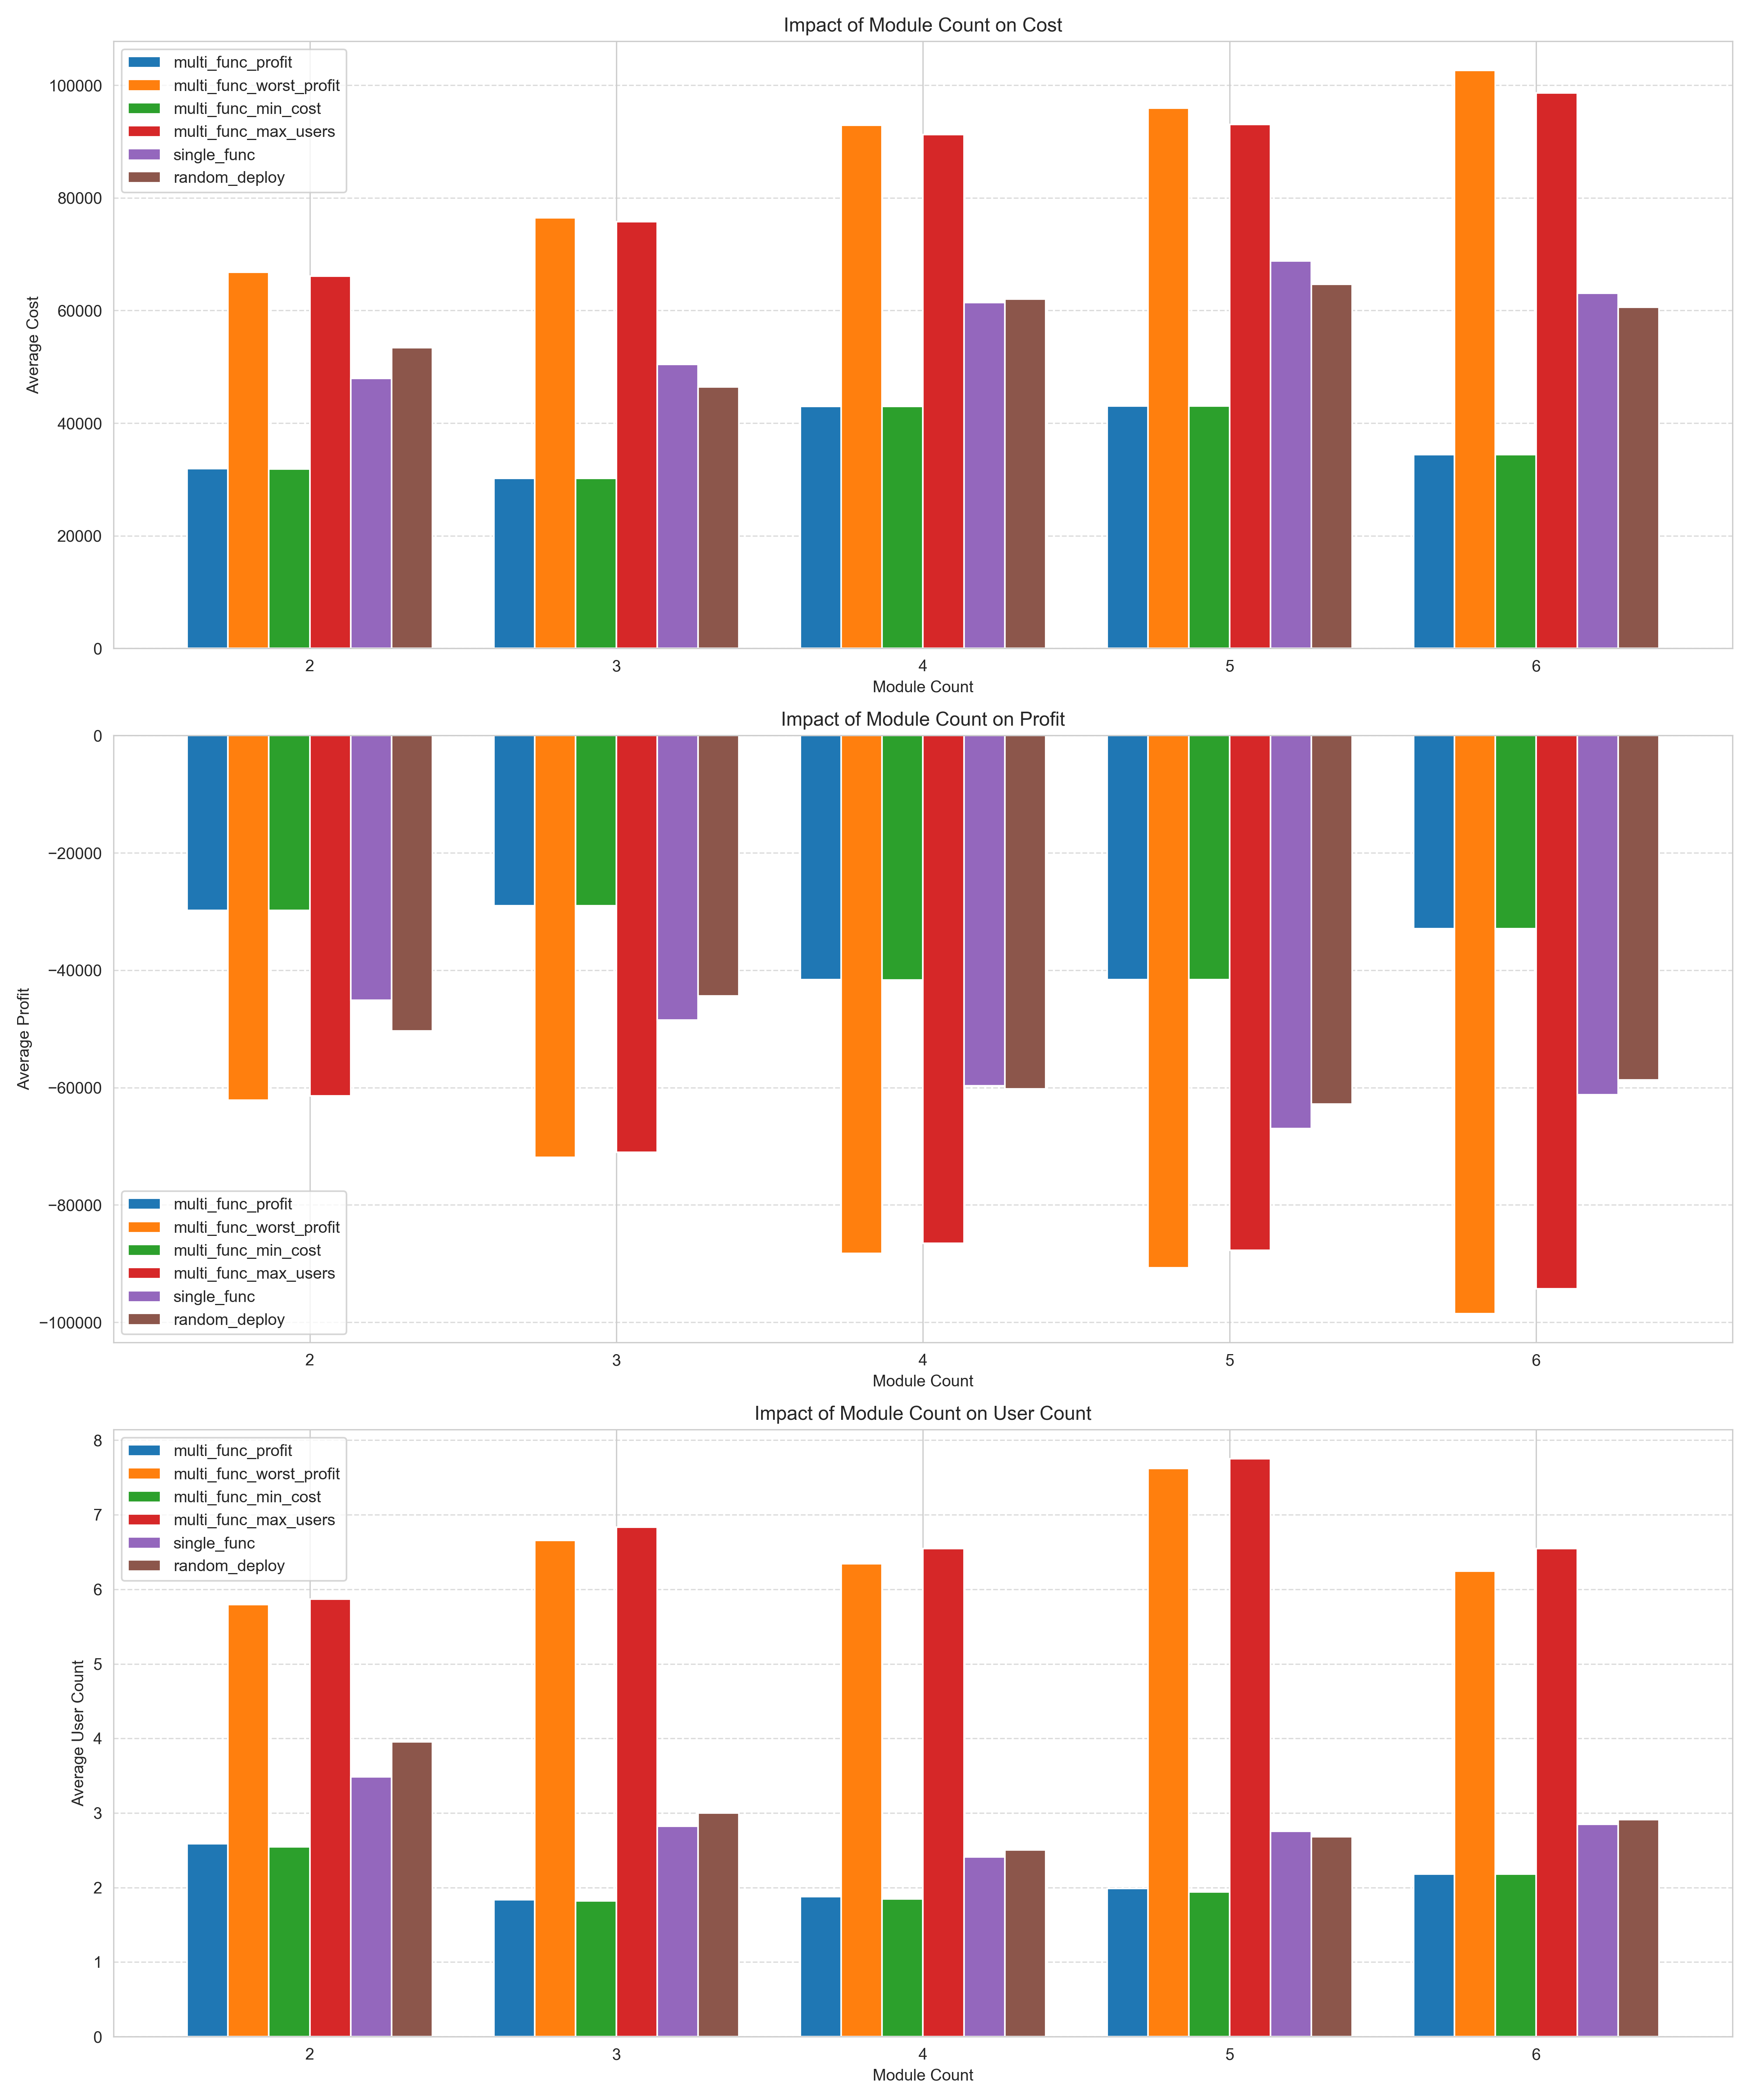 Impact of Module Count on Cost
multi_func_profit
multi_func_worst_profit
multi_func_min_cost
multi_func_max_users
single_func
random_deploy
100000
80000
60000
40000
20000
0
Average Cost
2 3 4 5 6
Module Count
Impact of Module Count on Profit
0
−20000
−40000
−60000
−80000
−100000
Average Profit
multi_func_profit
multi_func_worst_profit
multi_func_min_cost
multi_func_max_users
single_func
random_deploy
2 3 4 5 6
Module Count
Impact of Module Count on User Count
multi_func_profit
multi_func_worst_profit
multi_func_min_cost
multi_func_max_users
single_func
random_deploy
8
7
6
5
4
3
2
1
0
Average User Count
2 3 4 5 6
Module Count